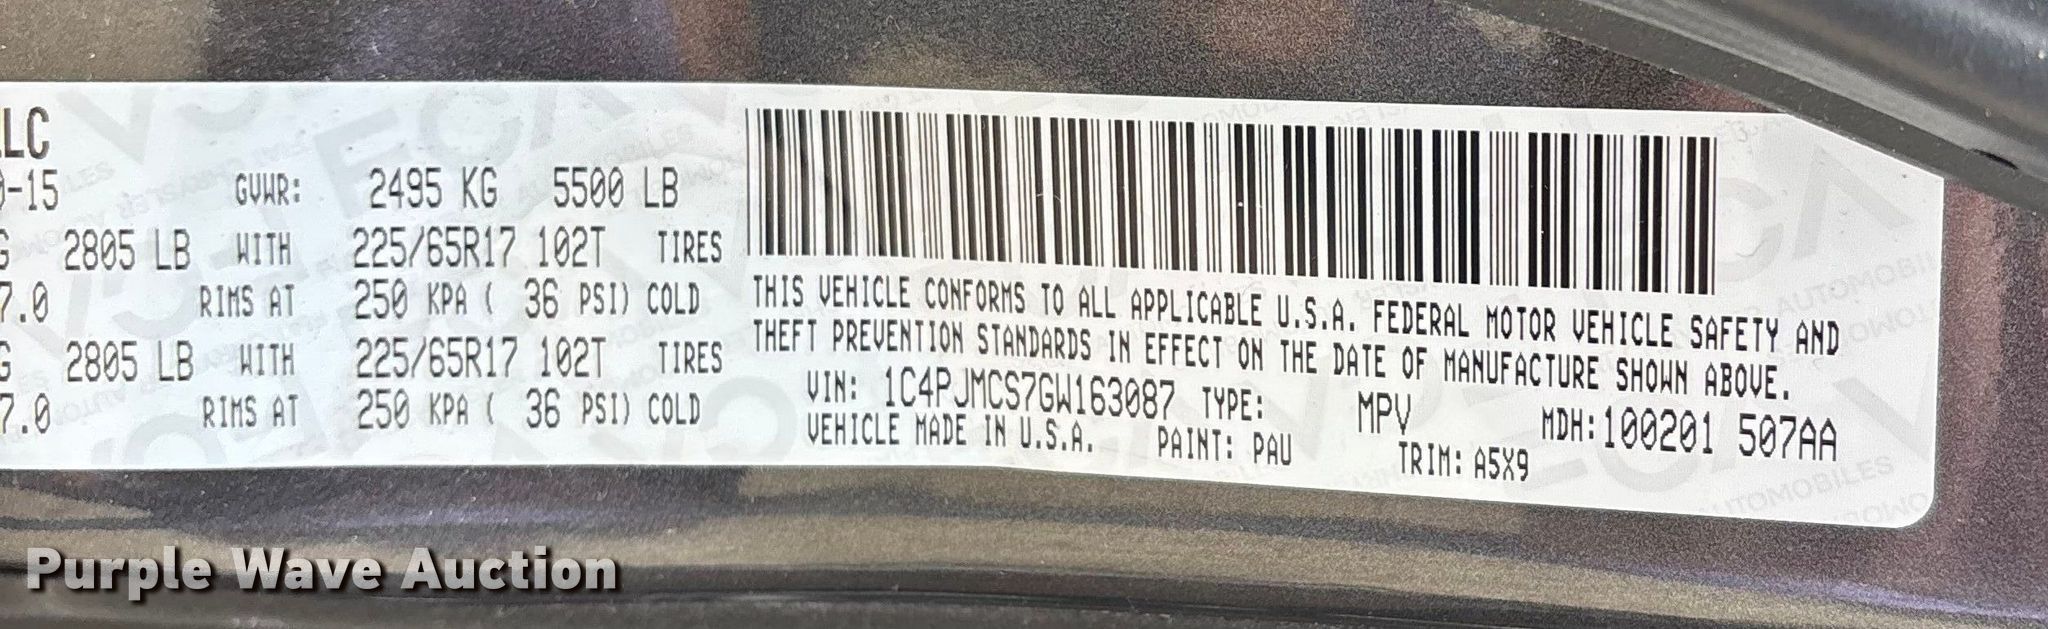 LLC
0-15 GVWR: 2495 KG 5500 LB
G 2805 LB WITH 225/65R17 102T TIRES
7.0 RIMS AT 250 KPA ( 36 PSI) COLD
G 2805 LB WITH 225/65R17 102T TIRES
7.0 RIMS AT 250 KPA ( 36 PSI) COLD
THIS VEHICLE CONFORMS TO ALL APPLICABLE U.S.A. FEDERAL MOTOR VEHICLE SAFETY AND
THEFT PREVENTION STANDARDS IN EFFECT ON THE DATE OF MANUFACTURE SHOWN ABOVE.
VIN: 1C4PJMCS7GW163087 TYPE: MPV MDH:100201 507AA
VEHICLE MADE IN U.S.A. PAINT: PAU TRIM: A5X9
Purple Wave Auction